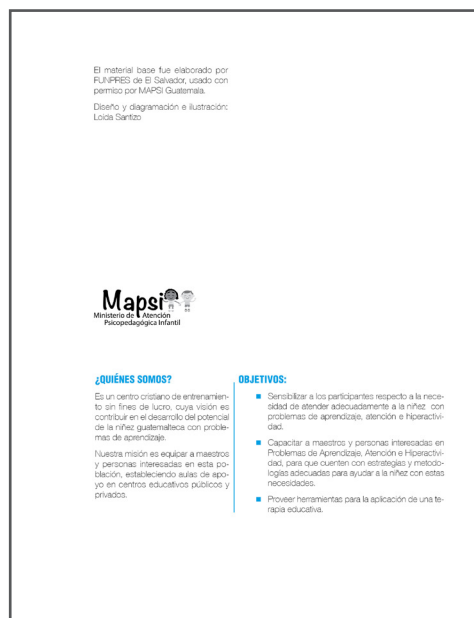 El material base fue elaborado por
FUNPRES de El Salvador, usado con
permiso por MAPSI Guatemala.
Diseño y diagramación e ilustración:
Loida Santizo
Mapsi
Ministerio de Atención
Psicopedagógica Infantil
¿QUIÉNES SOMOS?
Es un centro cristiano de entrenamien-
to sin fines de lucro, cuya visión es
contribuir en el desarrollo del potencial
de la niñez guatemalteca con proble-
mas de aprendizaje.
Nuestra misión es equipar a maestros
y personas interesadas en esta po-
blación, estableciendo aulas de apo-
yo en centros educativos públicos y
privados.
OBJETIVOS:
Sensibilizar a los participantes respecto a la nece-
sidad de atender adecuadamente a la niñez con
problemas de aprendizaje, atención e hiperactivi-
dad.
Capacitar a maestros y personas interesadas en
Problemas de Aprendizaje, Atención e Hiperactivi-
dad, para que cuenten con estrategias y metodo-
logías adecuadas para ayudar a la niñez con estas
necesidades.
Proveer herramientas para la aplicación de una te-
rapia educativa.